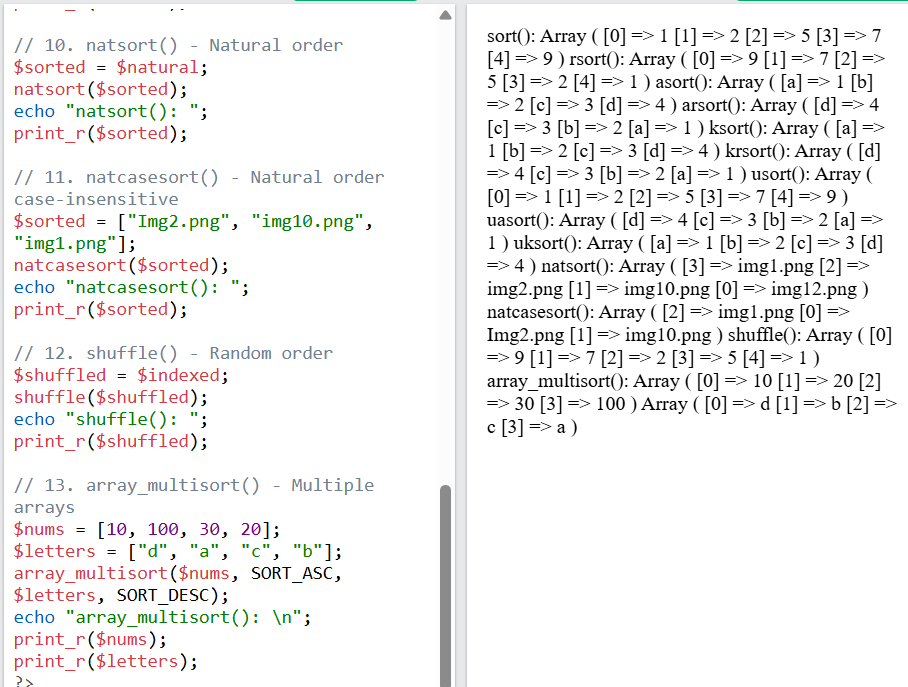 // 10. natsort() - Natural order
$sorted = $natural;
natsort($sorted);
echo "natsort(): ";
print_r($sorted);
// 11. natcasesort() - Natural order
case-insensitive
$sorted = ["Img2.png", "img10.png",
"img1.png"];
natcasesort($sorted);
echo "natcasesort(): ";
print_r($sorted);
// 12. shuffle() - Random order
$shuffled = $indexed;
shuffle($shuffled);
echo "shuffle(): ";
print_r($shuffled);
// 13. array_multisort() - Multiple
arrays
$nums = [10, 100, 30, 20];
$letters = ["d", "a", "c", "b"];
array_multisort($nums, SORT_ASC,
$letters, SORT_DESC);
echo "array_multisort(): \n";
print_r($nums);
print_r($letters);
?>
sort(): Array ( [0] => 1 [1] => 2 [2] => 5 [3] => 7
[4] => 9 ) rsort(): Array ( [0] => 9 [1] => 7 [2] =>
5 [3] => 2 [4] => 1 ) asort(): Array ( [a] => 1 [b]
=> 2 [c] => 3 [d] => 4 ) arsort(): Array ( [d] => 4
[c] => 3 [b] => 2 [a] => 1 ) ksort(): Array ( [a] =>
1 [b] => 2 [c] => 3 [d] => 4 ) krsort(): Array ( [d]
=> 4 [c] => 3 [b] => 2 [a] => 1 ) usort(): Array (
[0] => 1 [1] => 2 [2] => 5 [3] => 7 [4] => 9 )
uasort(): Array ( [d] => 4 [c] => 3 [b] => 2 [a] =>
1 ) uksort(): Array ( [a] => 1 [b] => 2 [c] => 3 [d]
=> 4 ) natsort(): Array ( [3] => img1.png [2] =>
img2.png [1] => img10.png [0] => img12.png )
natcasesort(): Array ( [2] => img1.png [0] =>
Img2.png [1] => img10.png ) shuffle(): Array ( [0]
=> 9 [1] => 7 [2] => 2 [3] => 5 [4] => 1 )
array_multisort(): Array ( [0] => 10 [1] => 20 [2]
=> 30 [3] => 100 ) Array ( [0] => d [1] => b [2] =>
c [3] => a )